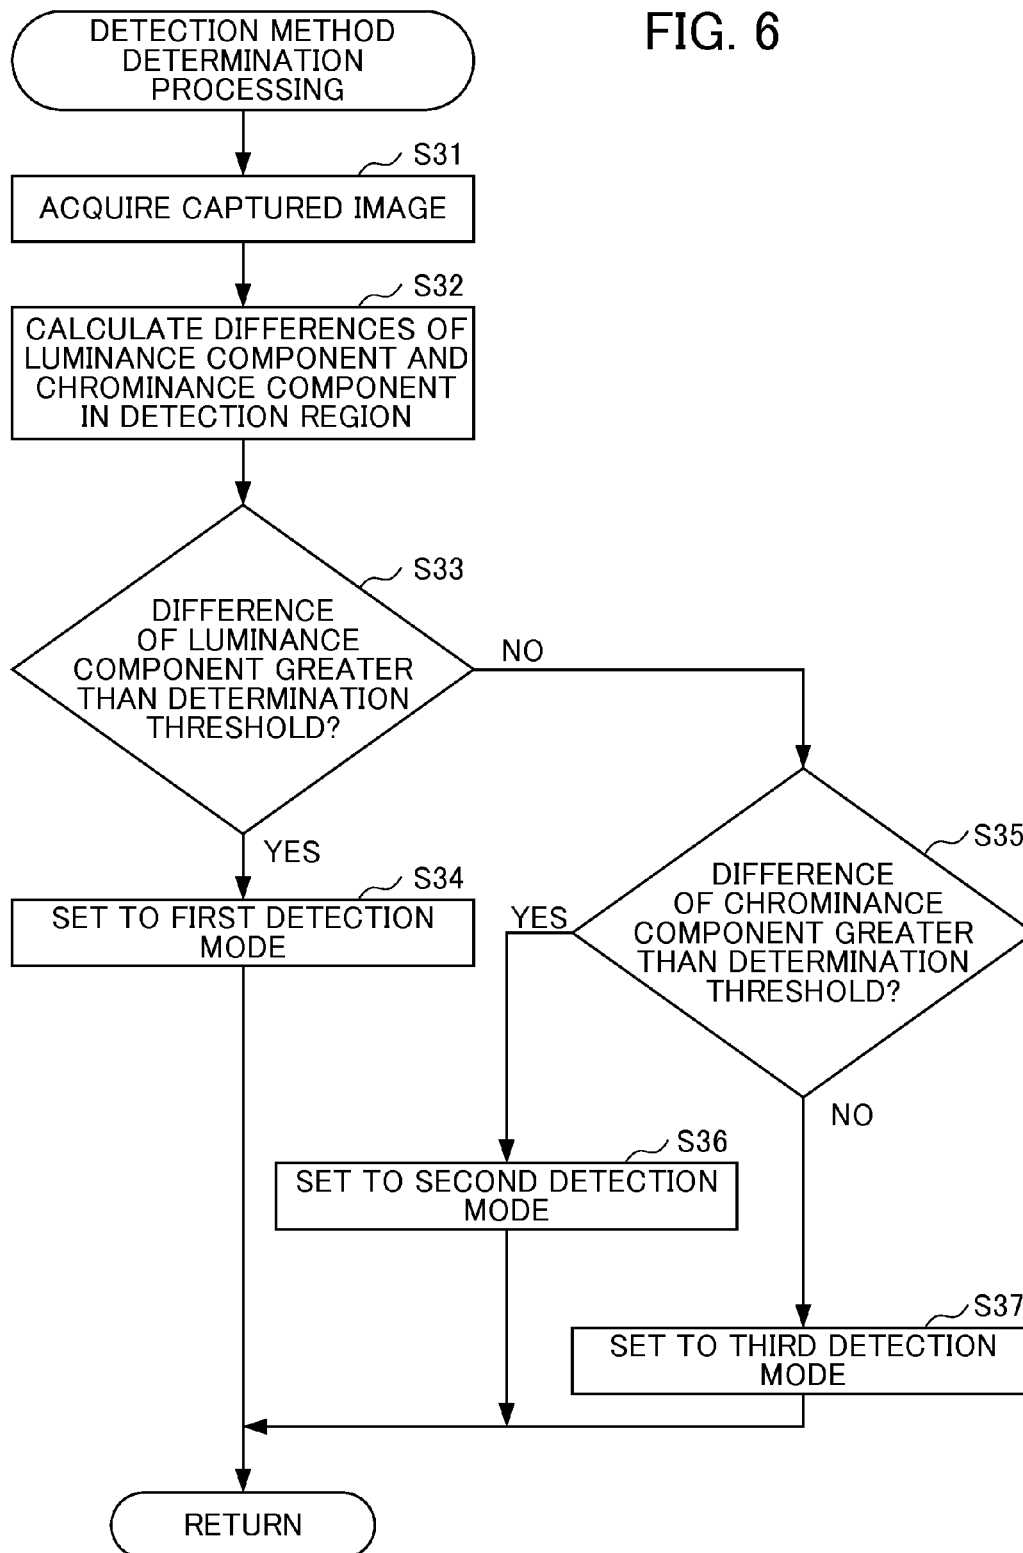 FIG. 6
DETECTION METHOD
DETERMINATION
PROCESSING
S31
ACQUIRE CAPTURED IMAGE
S32
CALCULATE DIFFERENCES OF
LUMINANCE COMPONENT AND
CHROMINANCE COMPONENT
IN DETECTION REGION
S33
DIFFERENCE
OF LUMINANCE
COMPONENT GREATER
THAN DETERMINATION
THRESHOLD?
NO
YES
S34
SET TO FIRST DETECTION
MODE
S35
DIFFERENCE
OF CHROMINANCE
COMPONENT GREATER
THAN DETERMINATION
THRESHOLD?
YES
NO
S36
SET TO SECOND DETECTION
MODE
S37
SET TO THIRD DETECTION
MODE
RETURN